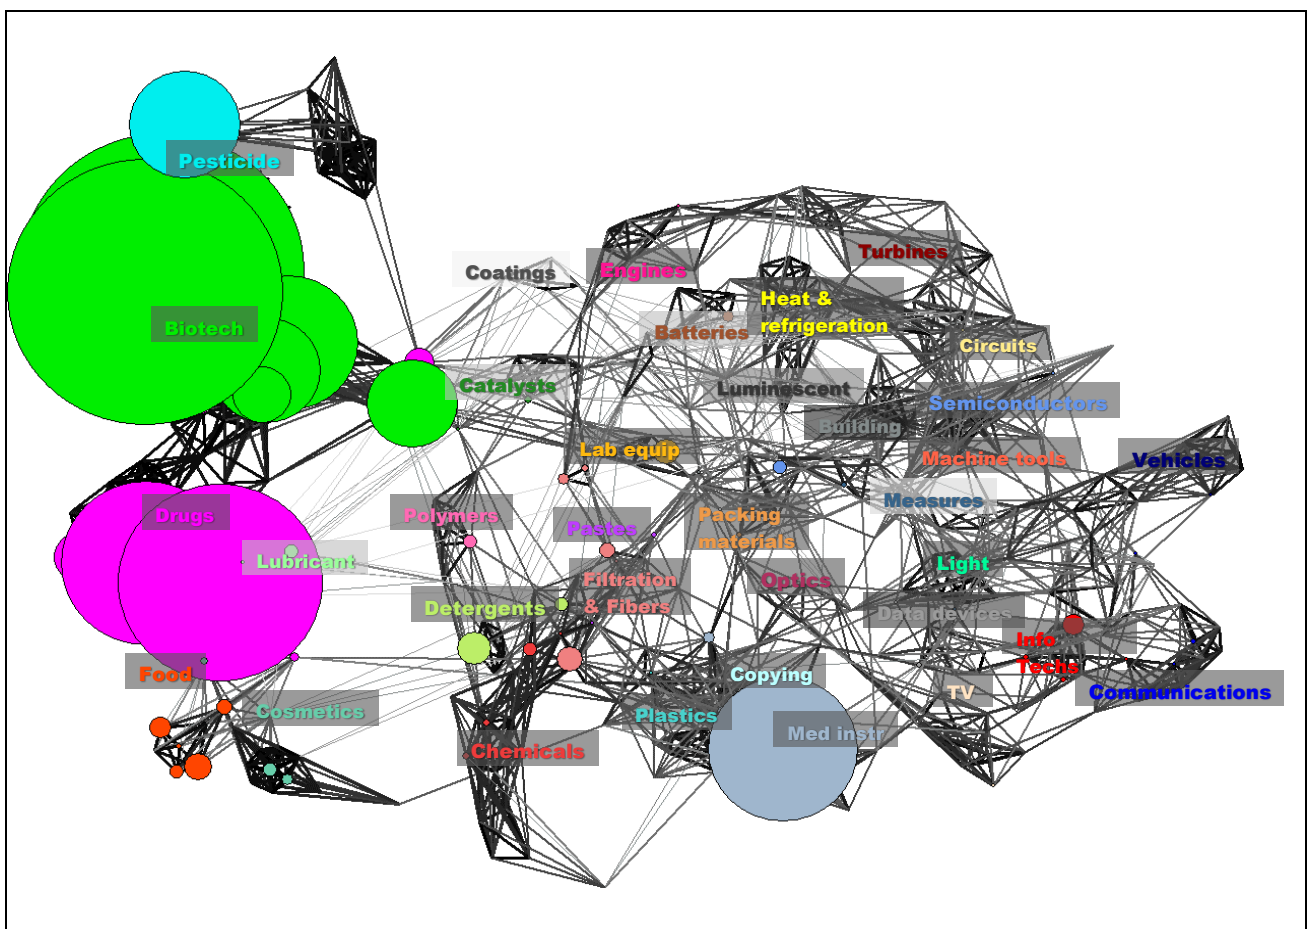 Pesticide
Turbines
Coatings
Engines
Heat &
refrigeration
Biotech
Batteries
Circuits
Catalysts
Luminescent
Semiconductors
Building
Lab equip
Machine tools
Vehicles
Measures
Drugs
Polymers
Pastes
Packing
materials
Lubricant
Light
Filtration
& Fibers
Optics
Detergents
Data devices
Info
Techs
Food
Copying
TV
Communications
Cosmetics
Plastics
Med instr
Chemicals